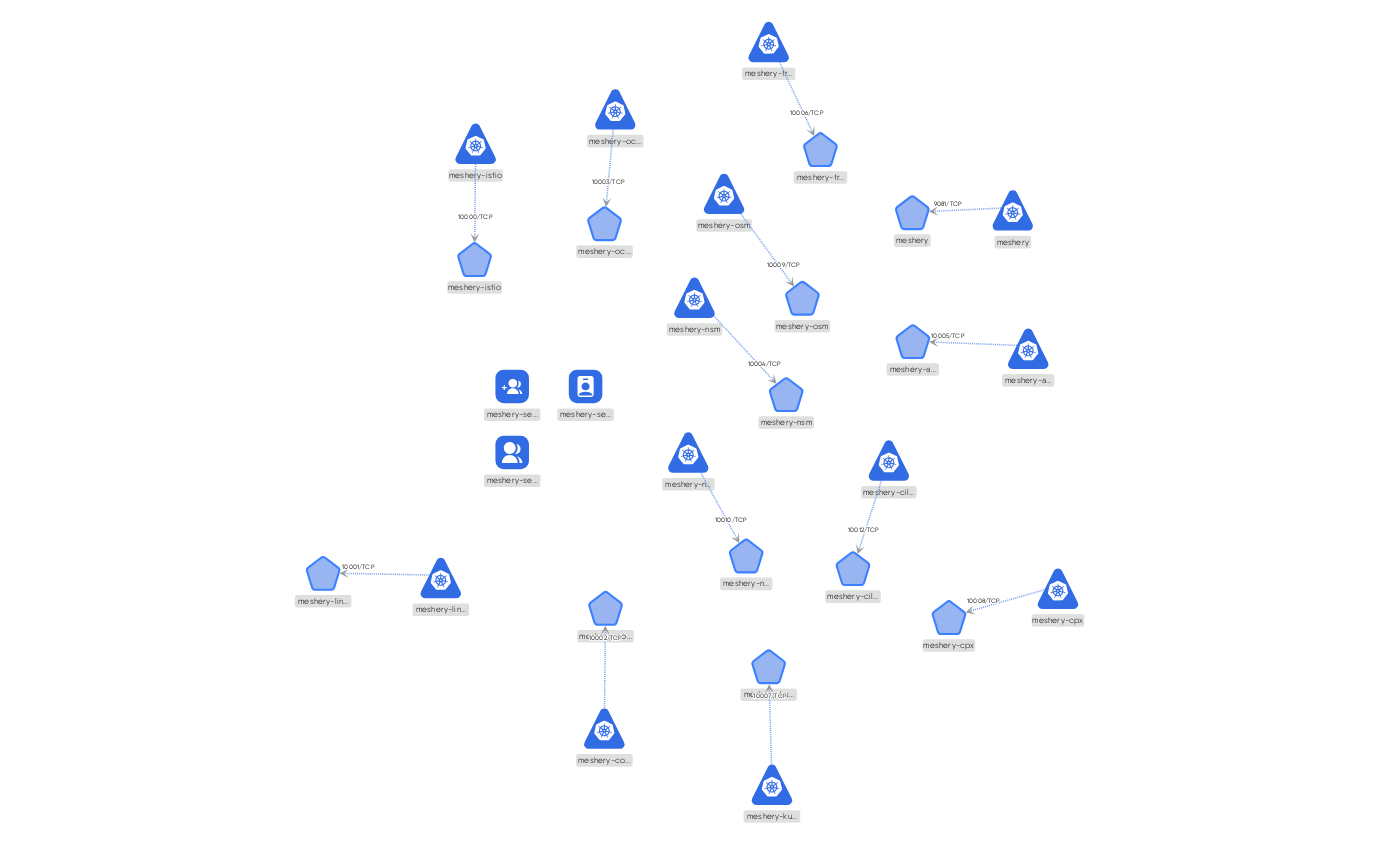 meshery-tr...
10006/TCP
meshery-oc...
meshery-istio
meshery-tr...
10003/TCP
9081/TCP
10000/TCP
meshery-osm
meshery
meshery
meshery-oc...
10009/TCP
meshery-istio
meshery-osm
meshery-nsm
10005/TCP
10004/TCP
meshery-a...
meshery-a...
meshery-se...
meshery-se...
meshery-nsm
meshery-se...
meshery-n...
meshery-cil...
10010/TCP
10012/TCP
10001/TCP
meshery-n...
meshery-cil...
meshery-lin...
meshery-lin...
10008/TCP
meshery-cpx
10002/TCP
meshery-cpx
10007/TCP
meshery-co...
meshery-ku...